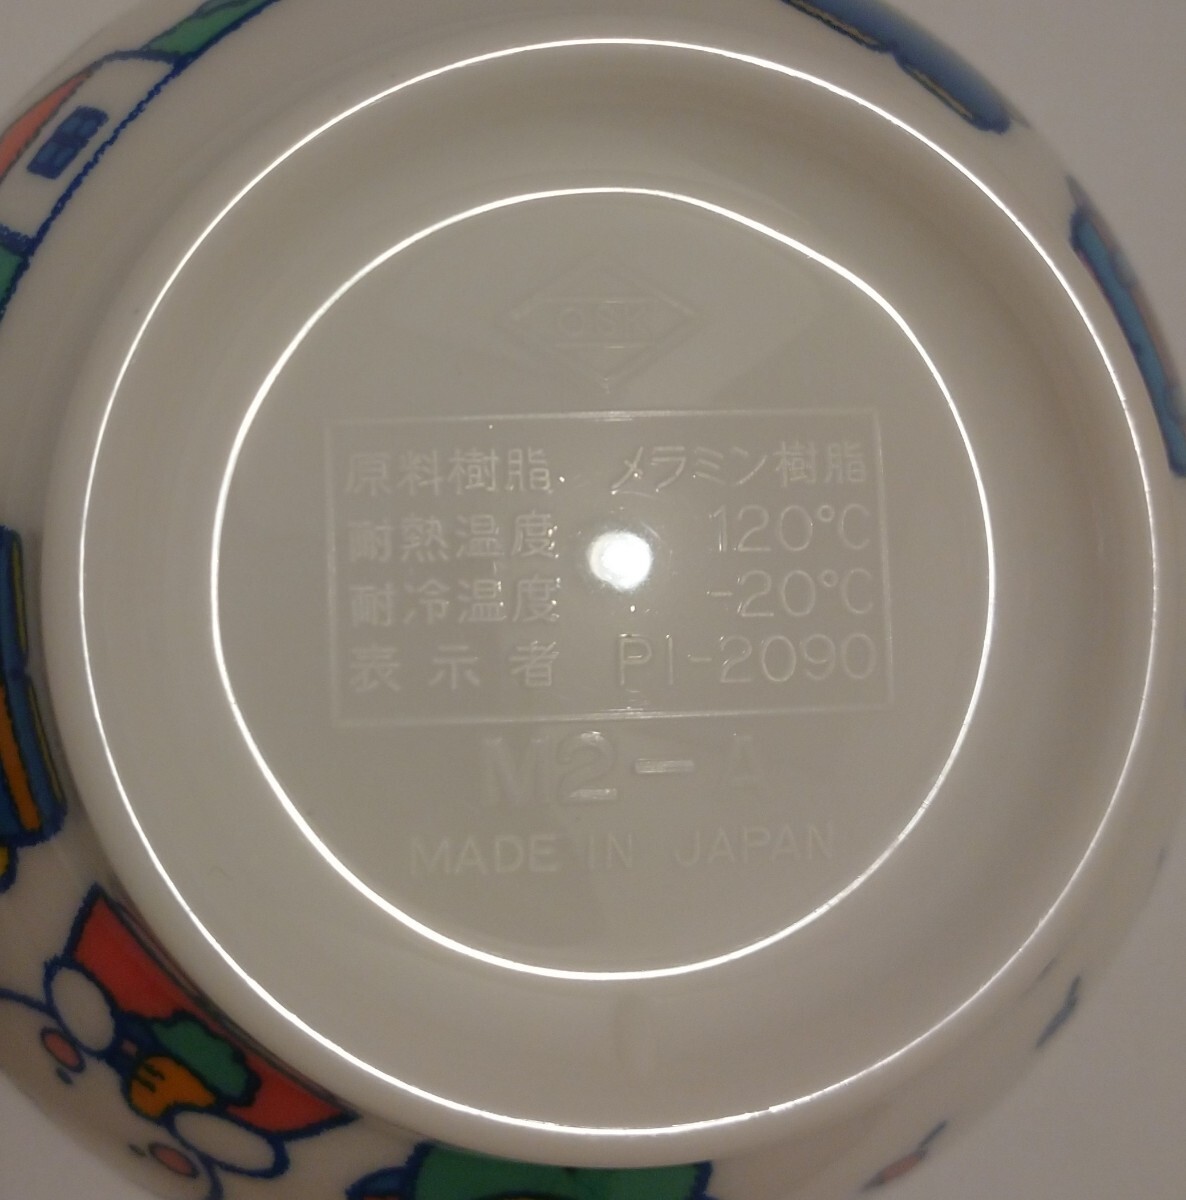 OSK
原料樹脂 メラミン樹脂
耐熱温度 120℃
耐冷温度 -20℃
表示者 PI-2090
M2-A
MADE IN JAPAN